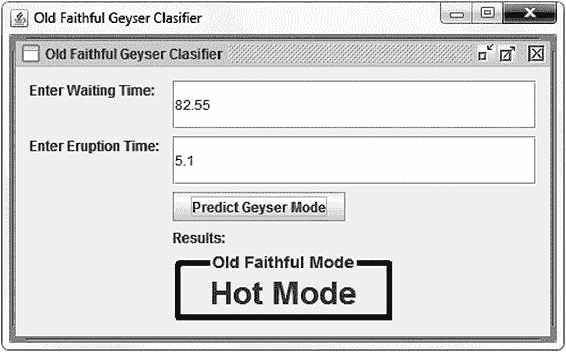 Old Faithful Geyser Clasifier
Old Faithful Geyser Clasifier
Enter Waiting Time:
82.55
Enter Eruption Time:
5.1
Predict Geyser Mode
Results:
Old Faithful Mode
Hot Mode